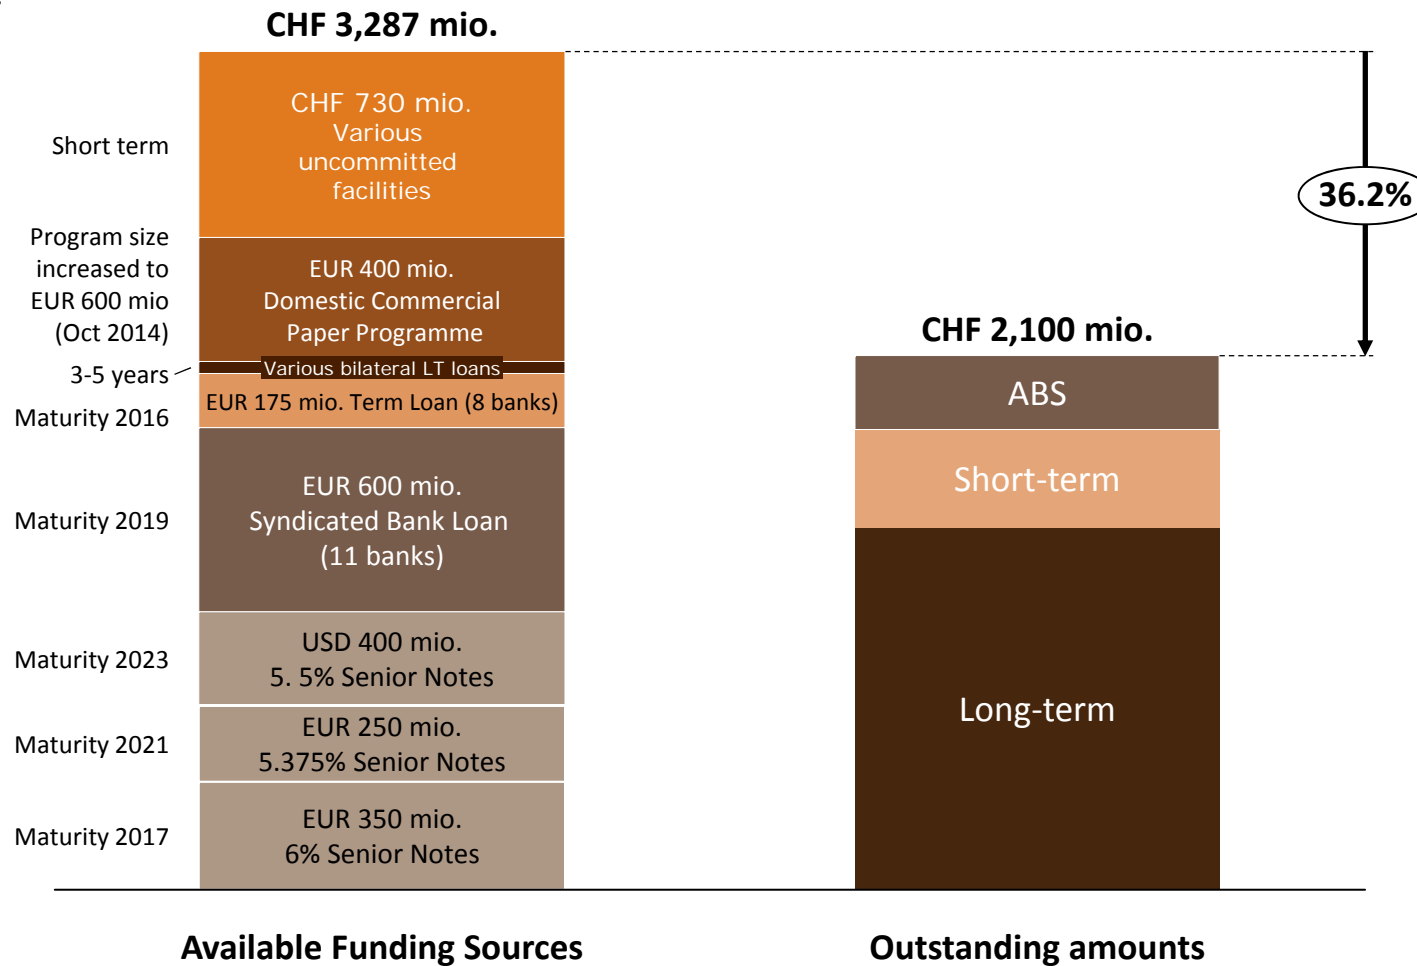 CHF 3,287 mio.
Short term
CHF 730 mio.
Various
uncommitted
facilities
36.2%
Program size
increased to
EUR 600 mio
(Oct 2014)
EUR 400 mio.
Domestic Commercial
Paper Programme
3-5 years
Various bilateral LT loans
Maturity 2016
EUR 175 mio. Term Loan (8 banks)
Maturity 2019
EUR 600 mio.
Syndicated Bank Loan
(11 banks)
Maturity 2023
USD 400 mio.
5. 5% Senior Notes
Maturity 2021
EUR 250 mio.
5.375% Senior Notes
Maturity 2017
EUR 350 mio.
6% Senior Notes
Available Funding Sources
CHF 2,100 mio.
ABS
Short-term
Long-term
Outstanding amounts